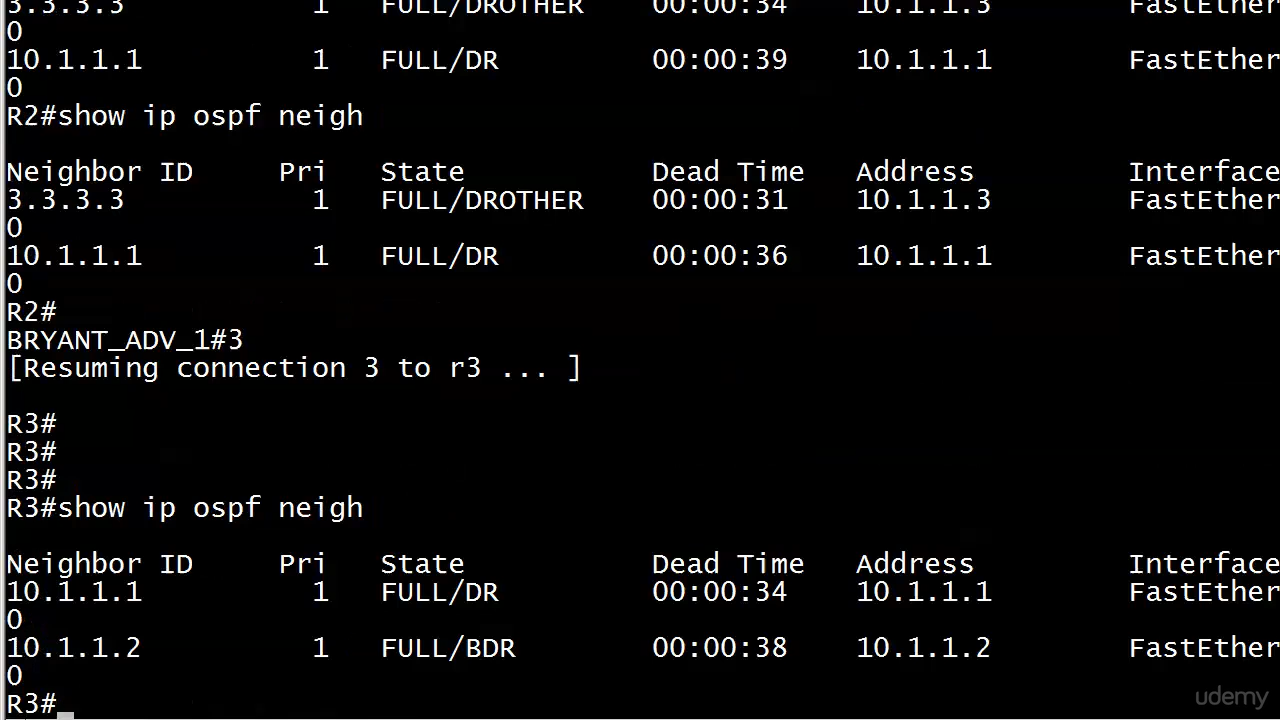 3.3.3.3 1 FULL/DROTHER 00:00:34 10.1.1.3 FastEther
0
10.1.1.1 1 FULL/DR 00:00:39 10.1.1.1 FastEther
0
R2#show ip ospf neigh
Neighbor ID Pri State Dead Time Address Interface
3.3.3.3 1 FULL/DROTHER 00:00:31 10.1.1.3 FastEther
0
10.1.1.1 1 FULL/DR 00:00:36 10.1.1.1 FastEther
0
R2#
BRYANT_ADV_1#3
[Resuming connection 3 to r3 ... ]
R3#
R3#
R3#
R3#show ip ospf neigh
Neighbor ID Pri State Dead Time Address Interface
10.1.1.1 1 FULL/DR 00:00:34 10.1.1.1 FastEther
0
10.1.1.2 1 FULL/BDR 00:00:38 10.1.1.2 FastEther
0
R3#
udemy